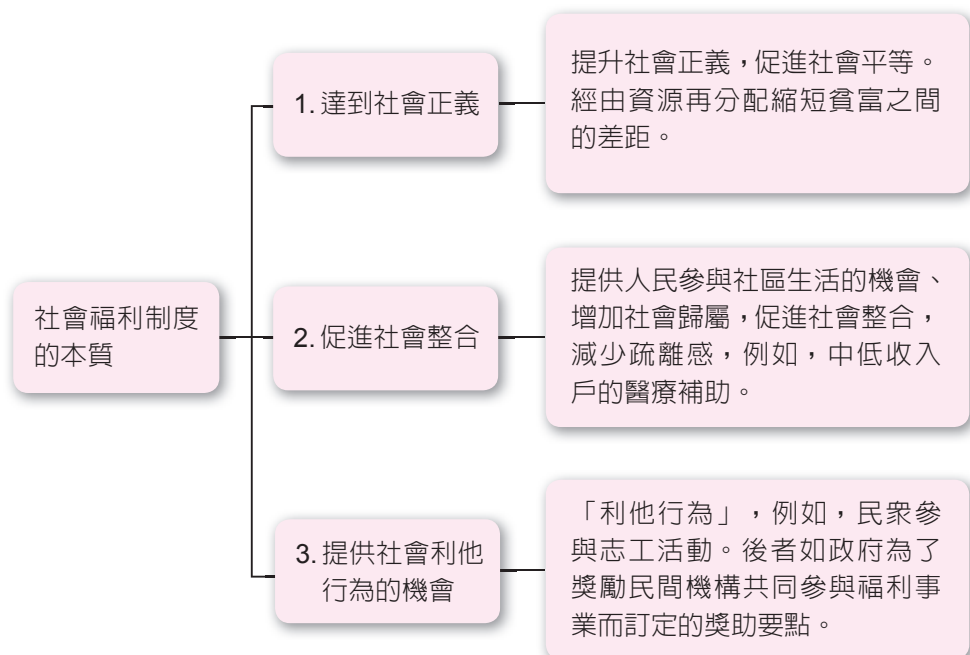 社會福利制度
的本質
1. 達到社會正義
提升社會正義，促進社會平等。
經由資源再分配縮短貧富之間
的差距。
2. 促進社會整合
提供人民參與社區生活的機會、
增加社會歸屬，促進社會整合，
減少疏離感，例如，中低收入
戶的醫療補助。
3. 提供社會利他
行為的機會
「利他行為」，例如，民眾參
與志工活動。後者如政府為了
獎勵民間機構共同參與福利事
業而訂定的獎助要點。